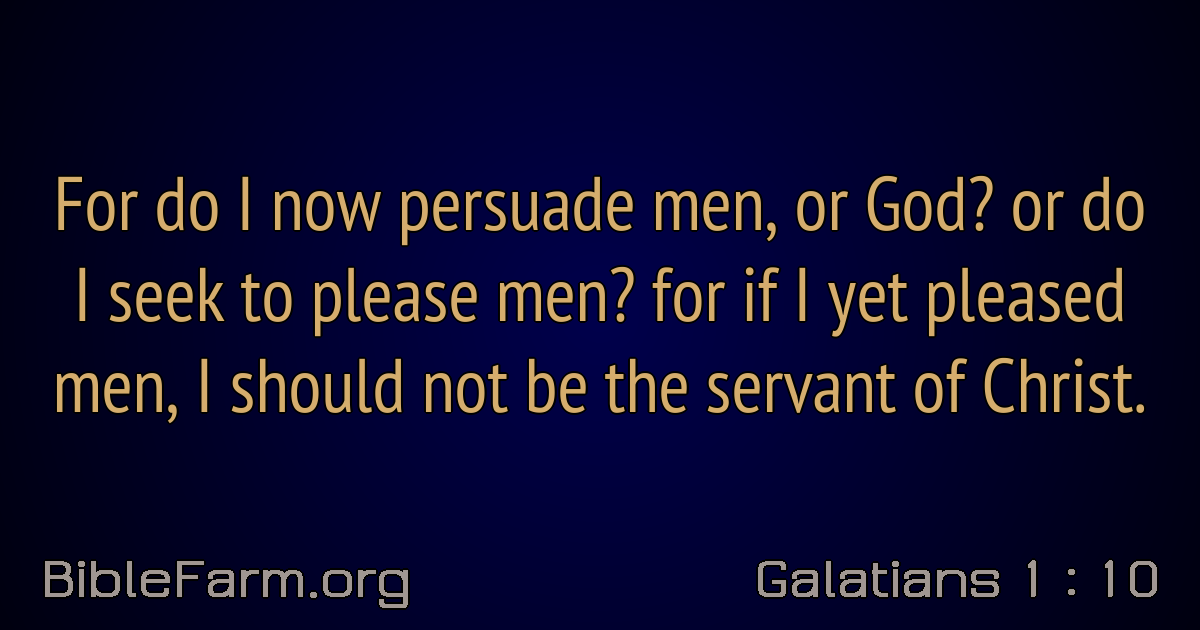 For do I now persuade men, or God? or do
I seek to please men? for if I yet pleased
men, I should not be the servant of Christ.
BibleFarm.org
Galatians 1 : 10